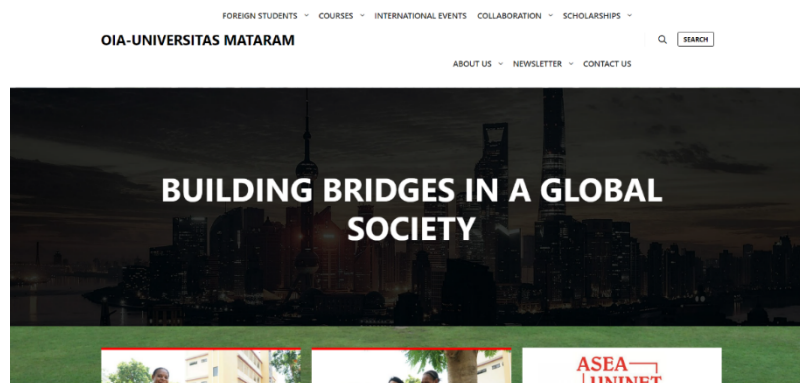 FOREIGN STUDENTS COURSES INTERNATIONAL EVENTS COLLABORATION SCHOLARSHIPS
OIA-UNIVERSITAS MATARAM
SEARCH
ABOUT US NEWSLETTER CONTACT US
BUILDING BRIDGES IN A GLOBAL
SOCIETY
ASEA
UNINET